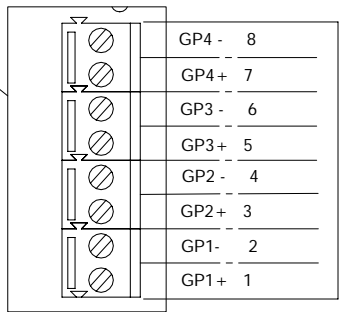 GP4 - 8
GP4 + 7
GP3 - 6
GP3 + 5
GP2 - 4
GP2 + 3
GP1- 2
GP1 + 1